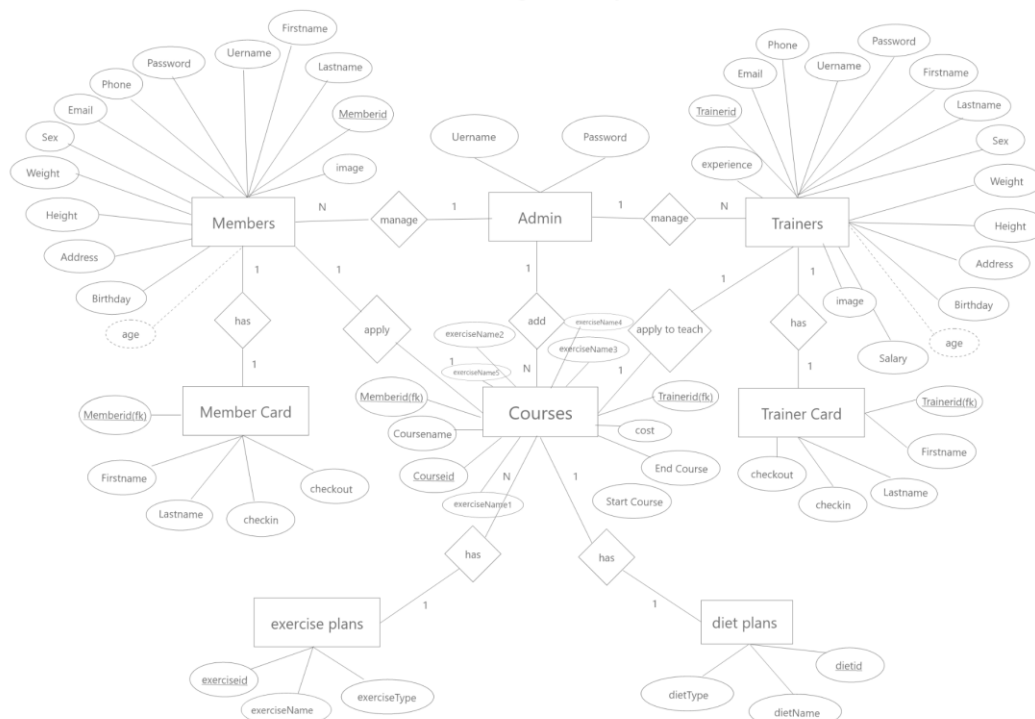 Firstname
Uername
Password
Lastname
Phone
Memberid
Email
Sex
image
Weight
Height
Address
Birthday
age
Members
N
manage
1
Uername
Password
Admin
1
manage
N
Phone
Password
Email
Uername
Firstname
Trainerid
Lastname
experience
Sex
Weight
Height
Address
Birthday
age
image
Salary
Trainers
1
has
1
1
apply
1
1
add
N
1
apply to teach
1
1
has
1
exerciseName2
exerciseName4
exerciseName3
exerciseName5
Member Card
Memberid(fk)
Firstname
Lastname
checkin
checkout
Courses
Memberid(fk)
Coursename
Courseid
exerciseName1
Trainerid(fk)
cost
End Course
Start Course
Trainer Card
Trainerid(fk)
Firstname
Lastname
checkin
checkout
N
has
1
1
has
1
exercise plans
exerciseid
exerciseName
exerciseType
diet plans
dietid
dietType
dietName